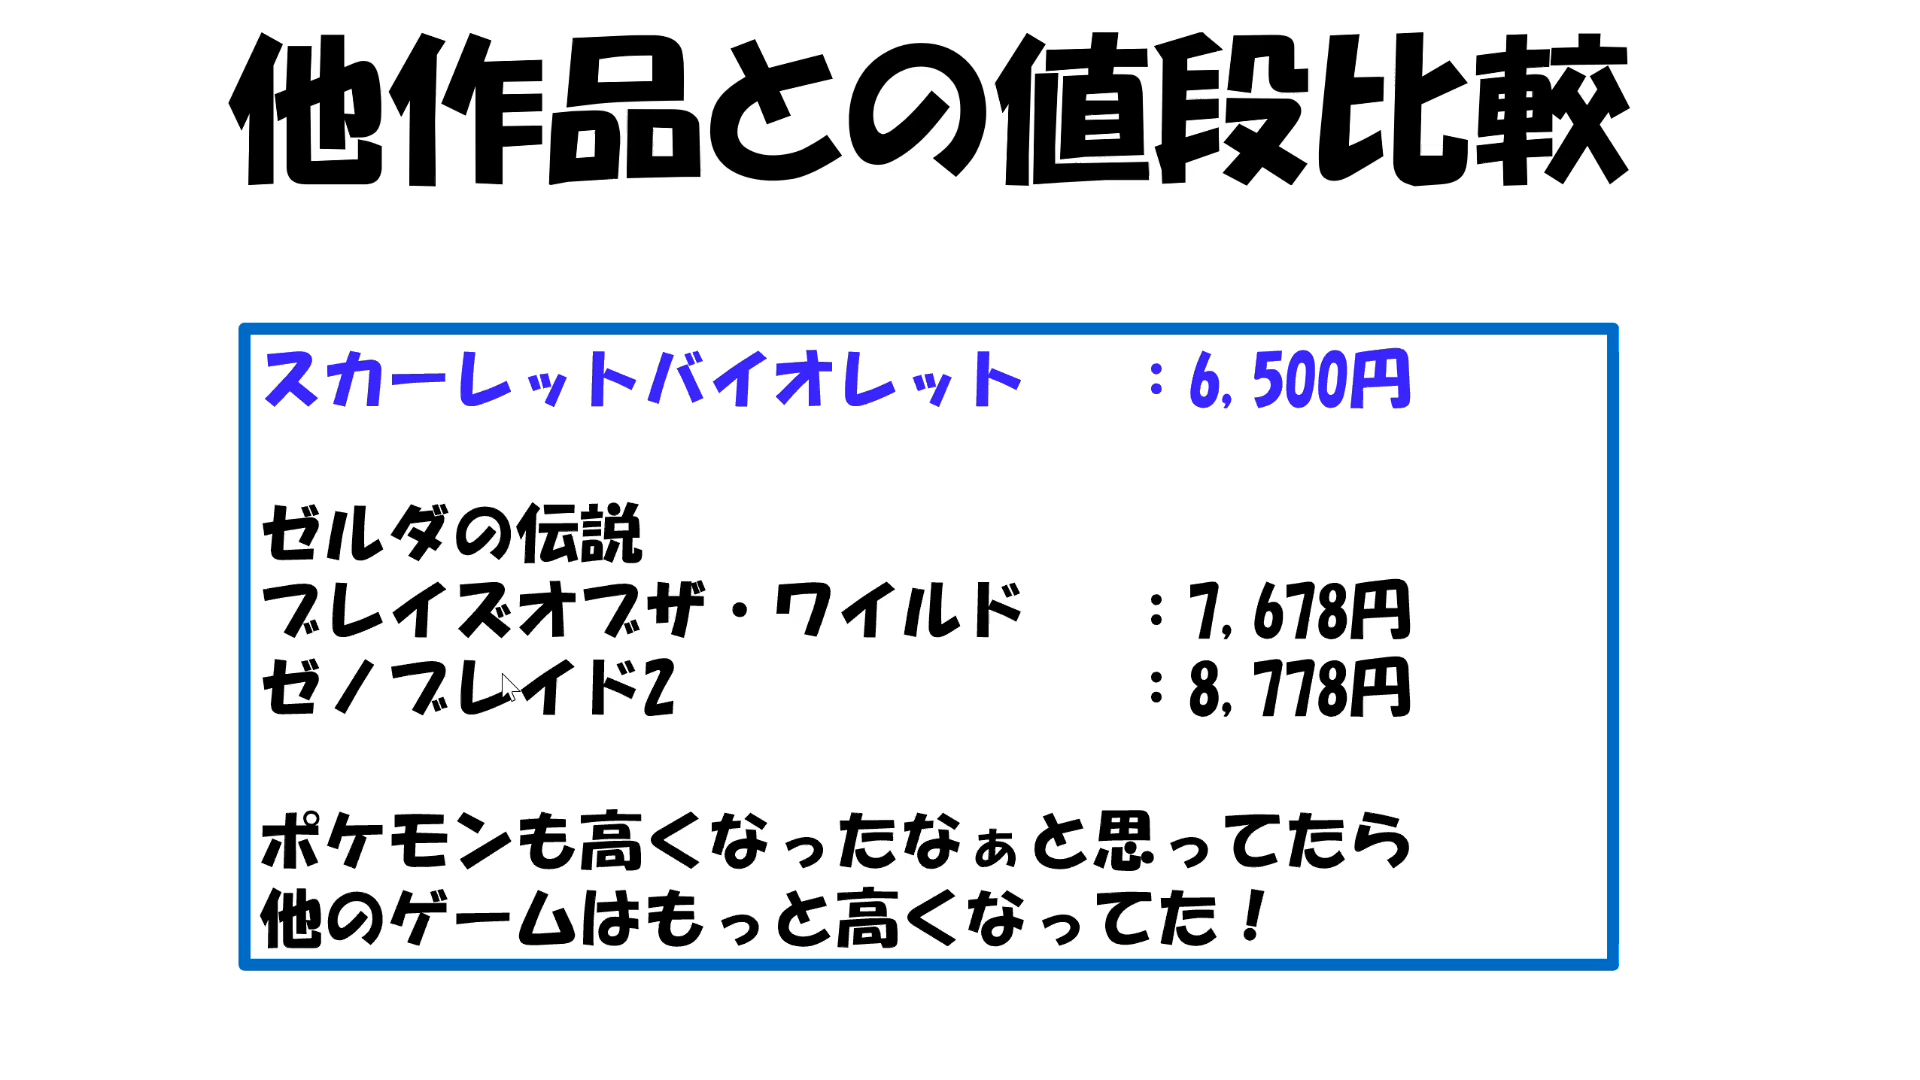 他作品との値段比較
スカーレットバイオレット　　：6,500円
ゼルダの伝説
ブレイズオブザ・ワイルド　　：7,678円
ゼノブレイド2　　：8,778円
ポケモンも高くなったなぁと思ってたら
他のゲームはもっと高くなってた！